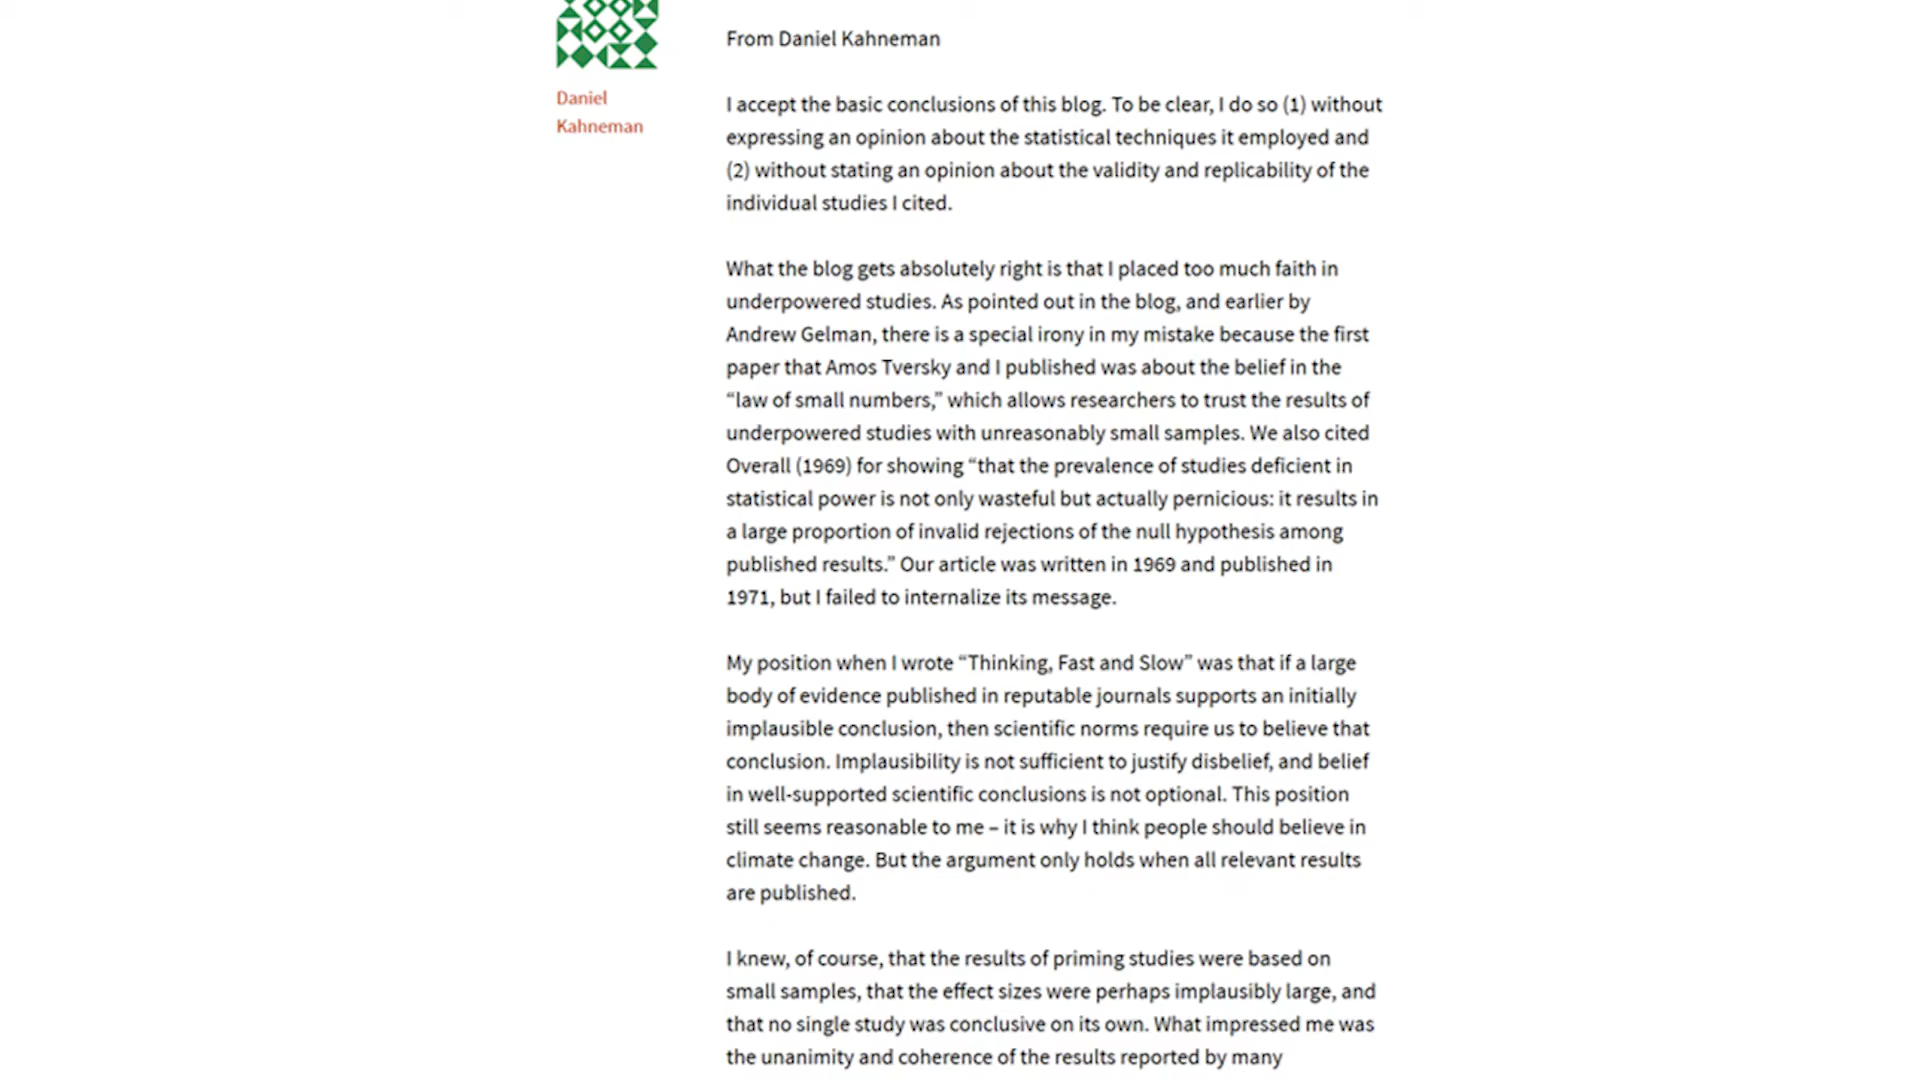 Daniel
Kahneman
From Daniel Kahneman
I accept the basic conclusions of this blog. To be clear, I do so (1) without
expressing an opinion about the statistical techniques it employed and
(2) without stating an opinion about the validity and replicability of the
individual studies I cited.
What the blog gets absolutely right is that I placed too much faith in
underpowered studies. As pointed out in the blog, and earlier by
Andrew Gelman, there is a special irony in my mistake because the first
paper that Amos Tversky and I published was about the belief in the
“law of small numbers,” which allows researchers to trust the results of
underpowered studies with unreasonably small samples. We also cited
Overall (1969) for showing “that the prevalence of studies deficient in
statistical power is not only wasteful but actually pernicious: it results in
a large proportion of invalid rejections of the null hypothesis among
published results.” Our article was written in 1969 and published in
1971, but I failed to internalize its message.
My position when I wrote “Thinking, Fast and Slow” was that if a large
body of evidence published in reputable journals supports an initially
implausible conclusion, then scientific norms require us to believe that
conclusion. Implausibility is not sufficient to justify disbelief, and belief
in well-supported scientific conclusions is not optional. This position
still seems reasonable to me – it is why I think people should believe in
climate change. But the argument only holds when all relevant results
are published.
I knew, of course, that the results of priming studies were based on
small samples, that the effect sizes were perhaps implausibly large, and
that no single study was conclusive on its own. What impressed me was
the unanimity and coherence of the results reported by many